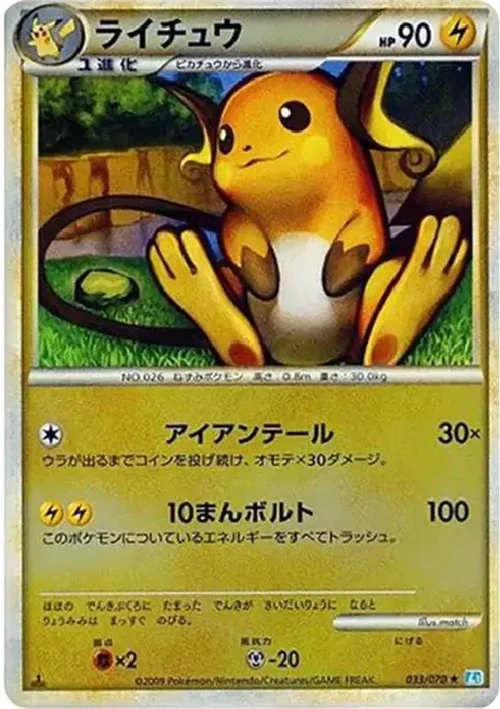 ライチュウ HP90
1進化 ピカチュウから進化
NO.026 ねずみポケモン 高さ:0.8m 重さ:30.0kg
アイアンテール 30×
ウラが出るまでコインを投げ続け、オモテ×30ダメージ。
10まんボルト 100
このポケモンについているエネルギーをすべてトラッシュ。
ほほの でんきぶくろに たまった でんきが さいだいりょうに なると
りょうみみは まっすぐ のびる。
Illus.match
弱点 抵抗力 にげる
×2 -20
©2009 Pokémon/Nintendo/Creatures/GAME FREAK. 033/070 ★ L1